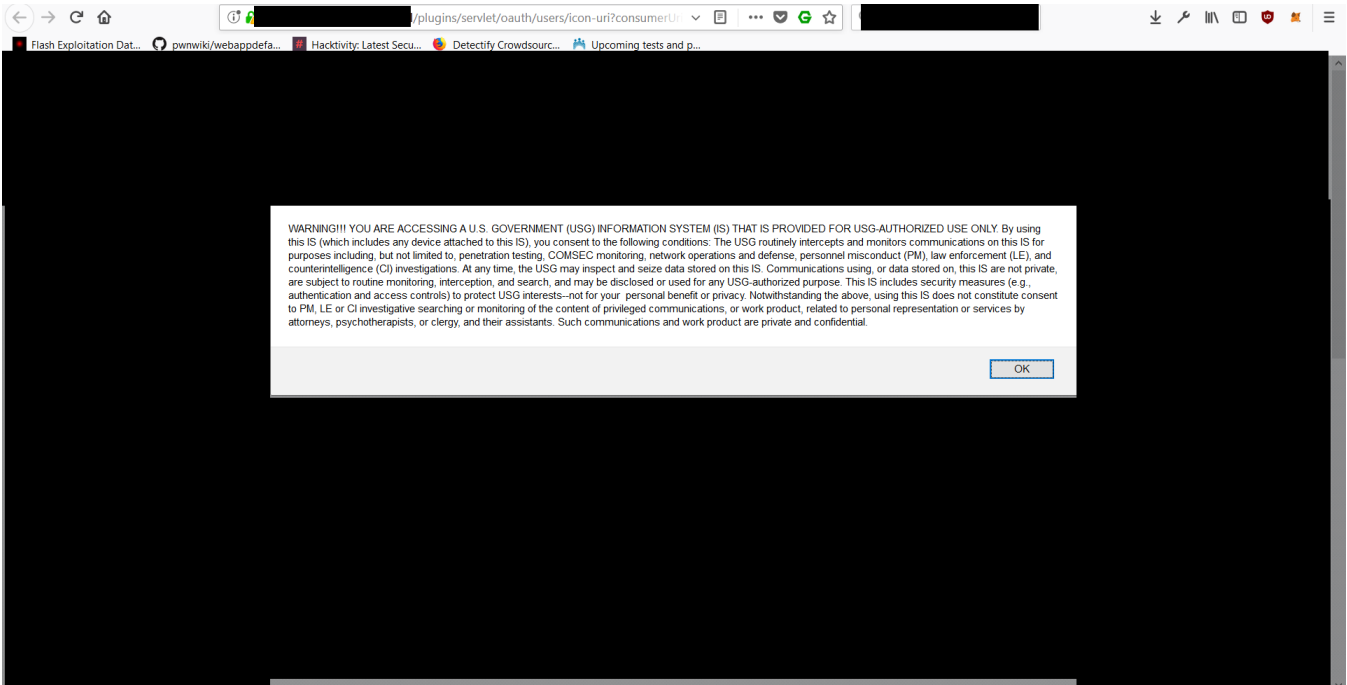 /plugins/servlet/oauth/users/icon-uri?consumerU
Flash Exploitation Dat... pwnwiki/webappdefa... Hacktivity: Latest Secu... Detectify Crowdsourc... Upcoming tests and p...
WARNING!!! YOU ARE ACCESSING A U.S. GOVERNMENT (USG) INFORMATION SYSTEM (IS) THAT IS PROVIDED FOR USG-AUTHORIZED USE ONLY. By using
this IS (which includes any device attached to this IS), you consent to the following conditions: The USG routinely intercepts and monitors communications on this IS for
purposes including, but not limited to, penetration testing, COMSEC monitoring, network operations and defense, personnel misconduct (PM), law enforcement (LE), and
counterintelligence (CI) investigations. At any time, the USG may inspect and seize data stored on this IS. Communications using, or data stored on, this IS are not private,
are subject to routine monitoring, interception, and search, and may be disclosed or used for any USG-authorized purpose. This IS includes security measures (e.g.,
authentication and access controls) to protect USG interests--not for your personal benefit or privacy. Notwithstanding the above, using this IS does not constitute consent
to PM, LE or CI investigative searching or monitoring of the content of privileged communications, or work product, related to personal representation or services by
attorneys, psychotherapists, or clergy, and their assistants. Such communications and work product are private and confidential.
OK